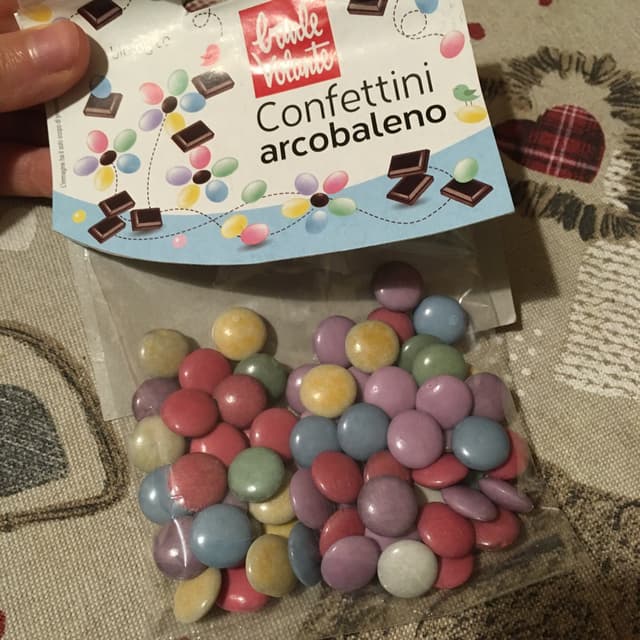 Baule
Volante
Confettini
arcobaleno